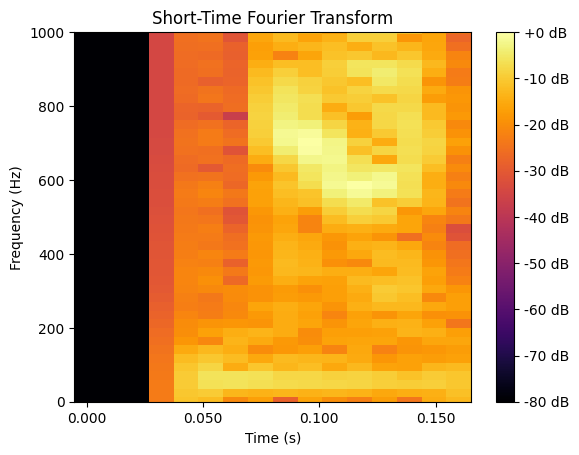 Short-Time Fourier Transform
1000
800
600
400
200
0
Frequency (Hz)
0.000
0.050
0.100
0.150
Time (s)
+0 dB
-10 dB
-20 dB
-30 dB
-40 dB
-50 dB
-60 dB
-70 dB
-80 dB